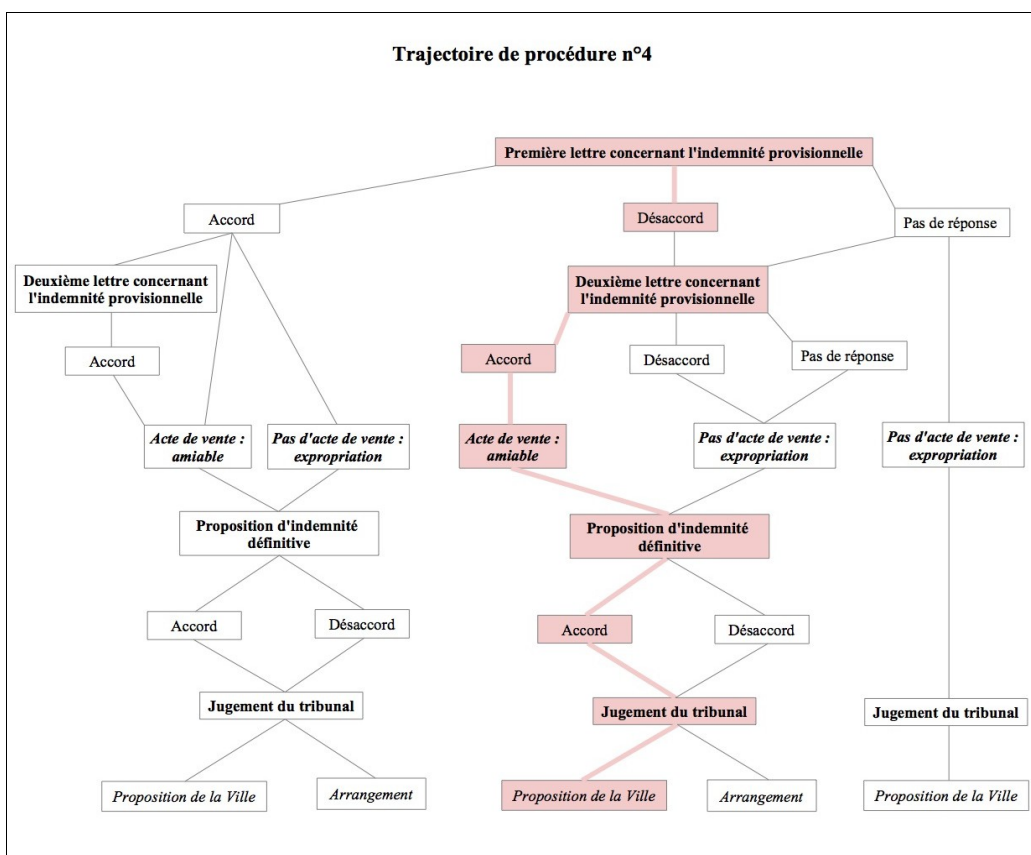 Trajectoire de procédure n°4
Première lettre concernant l'indemnité provisionnelle
Accord
Désaccord
Pas de réponse
Deuxième lettre concernant
l'indemnité provisionnelle
Deuxième lettre concernant
l'indemnité provisionnelle
Accord
Accord
Désaccord
Pas de réponse
Acte de vente :
amiable
Pas d'acte de vente :
expropriation
Acte de vente :
amiable
Pas d'acte de vente :
expropriation
Pas d'acte de vente :
expropriation
Proposition d'indemnité
définitive
Proposition d'indemnité
définitive
Accord
Désaccord
Accord
Désaccord
Jugement du tribunal
Jugement du tribunal
Jugement du tribunal
Proposition de la Ville
Arrangement
Proposition de la Ville
Arrangement
Proposition de la Ville